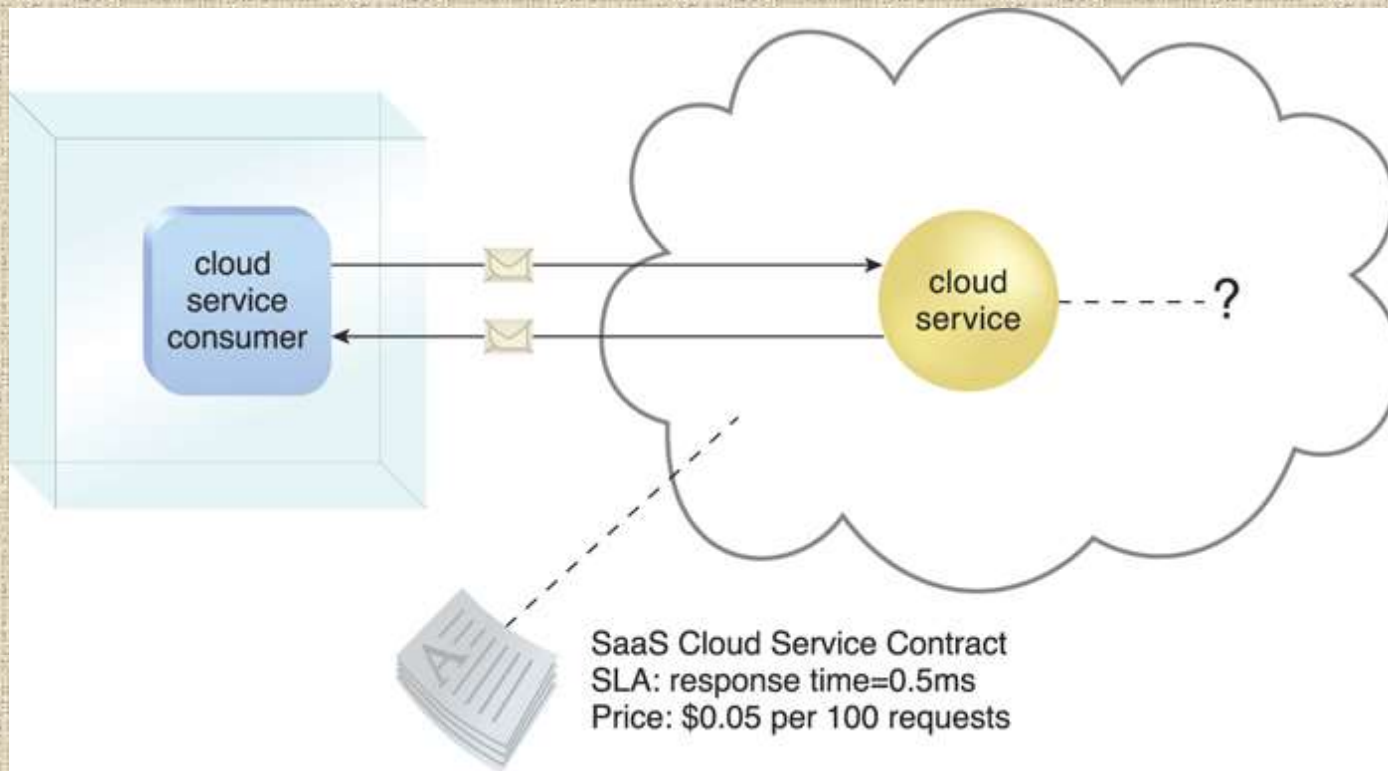 cloud
service
consumer
cloud
service
?
A
SaaS Cloud Service Contract
SLA: response time=0.5ms
Price: $0.05 per 100 requests